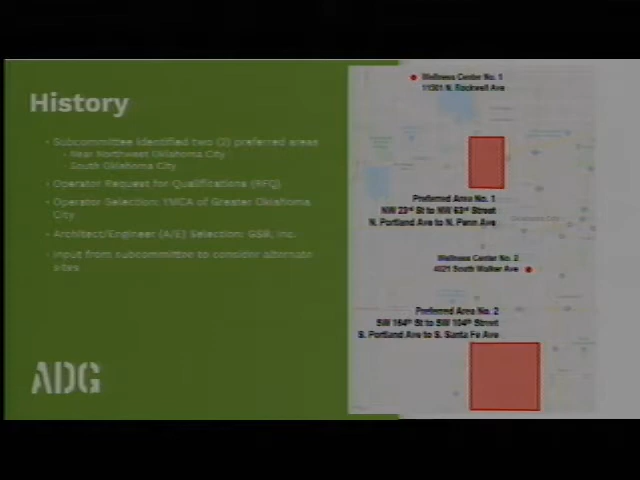 History
· Subcommittee identified two (2) preferred areas
· Near Northwest Oklahoma City
· South Oklahoma City
· Operator Request for Qualifications (RFQ)
· Operator Selection: YMCA of Greater Oklahoma
City
· Architect/Engineer (A/E) Selection: GSB, Inc.
· Input from subcommittee to consider alternate
sites
ADG
Wellness Center No. 1
11501 N. Rockwell Ave
Preferred Area No. 1
NW 23rd St to NW 63rd Street
N. Portland Ave to N. Penn Ave
Oklahoma City
Wellness Center No. 2
4021 South Walker Ave
Preferred Area No. 2
SW 164th St to SW 104th Street
S. Portland Ave to S. Santa Fe Ave